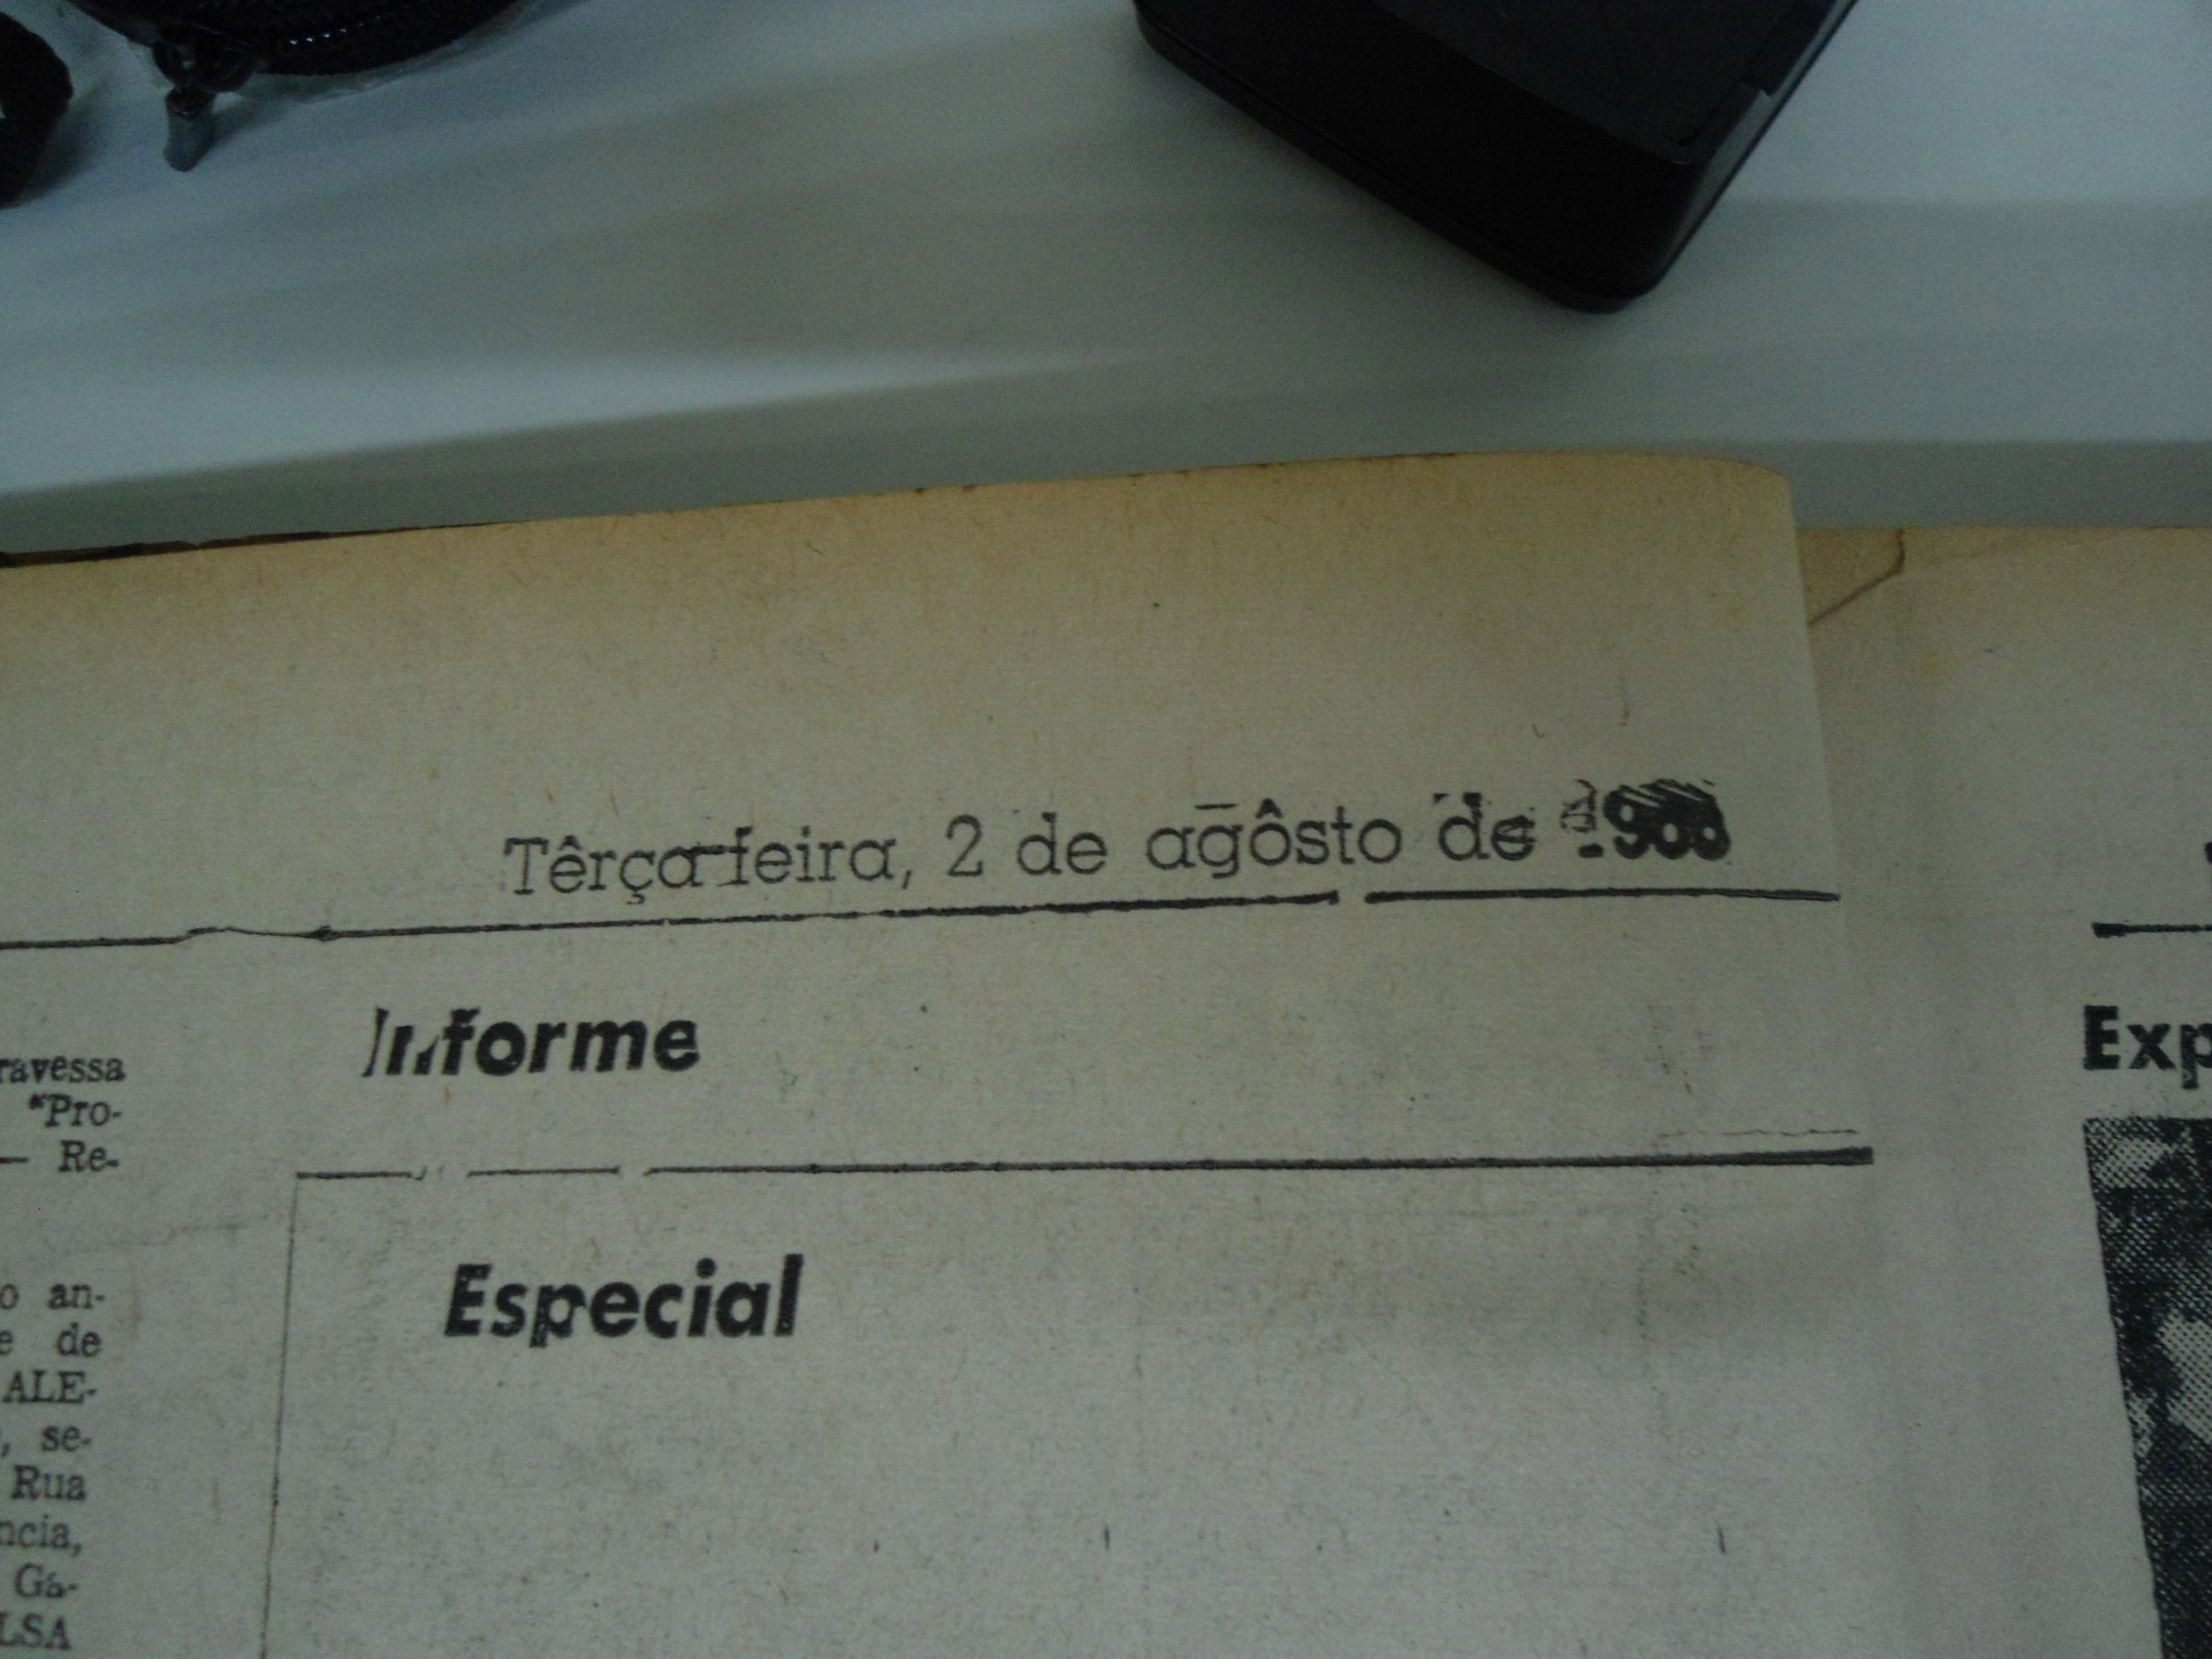 Têrça-feira, 2 de agôsto de
Informe
Especial
ravessa
"Pro-
— Re-
o an-
e de
ALE-
, se-
Rua
ncia,
Gá-
LSA
Exp